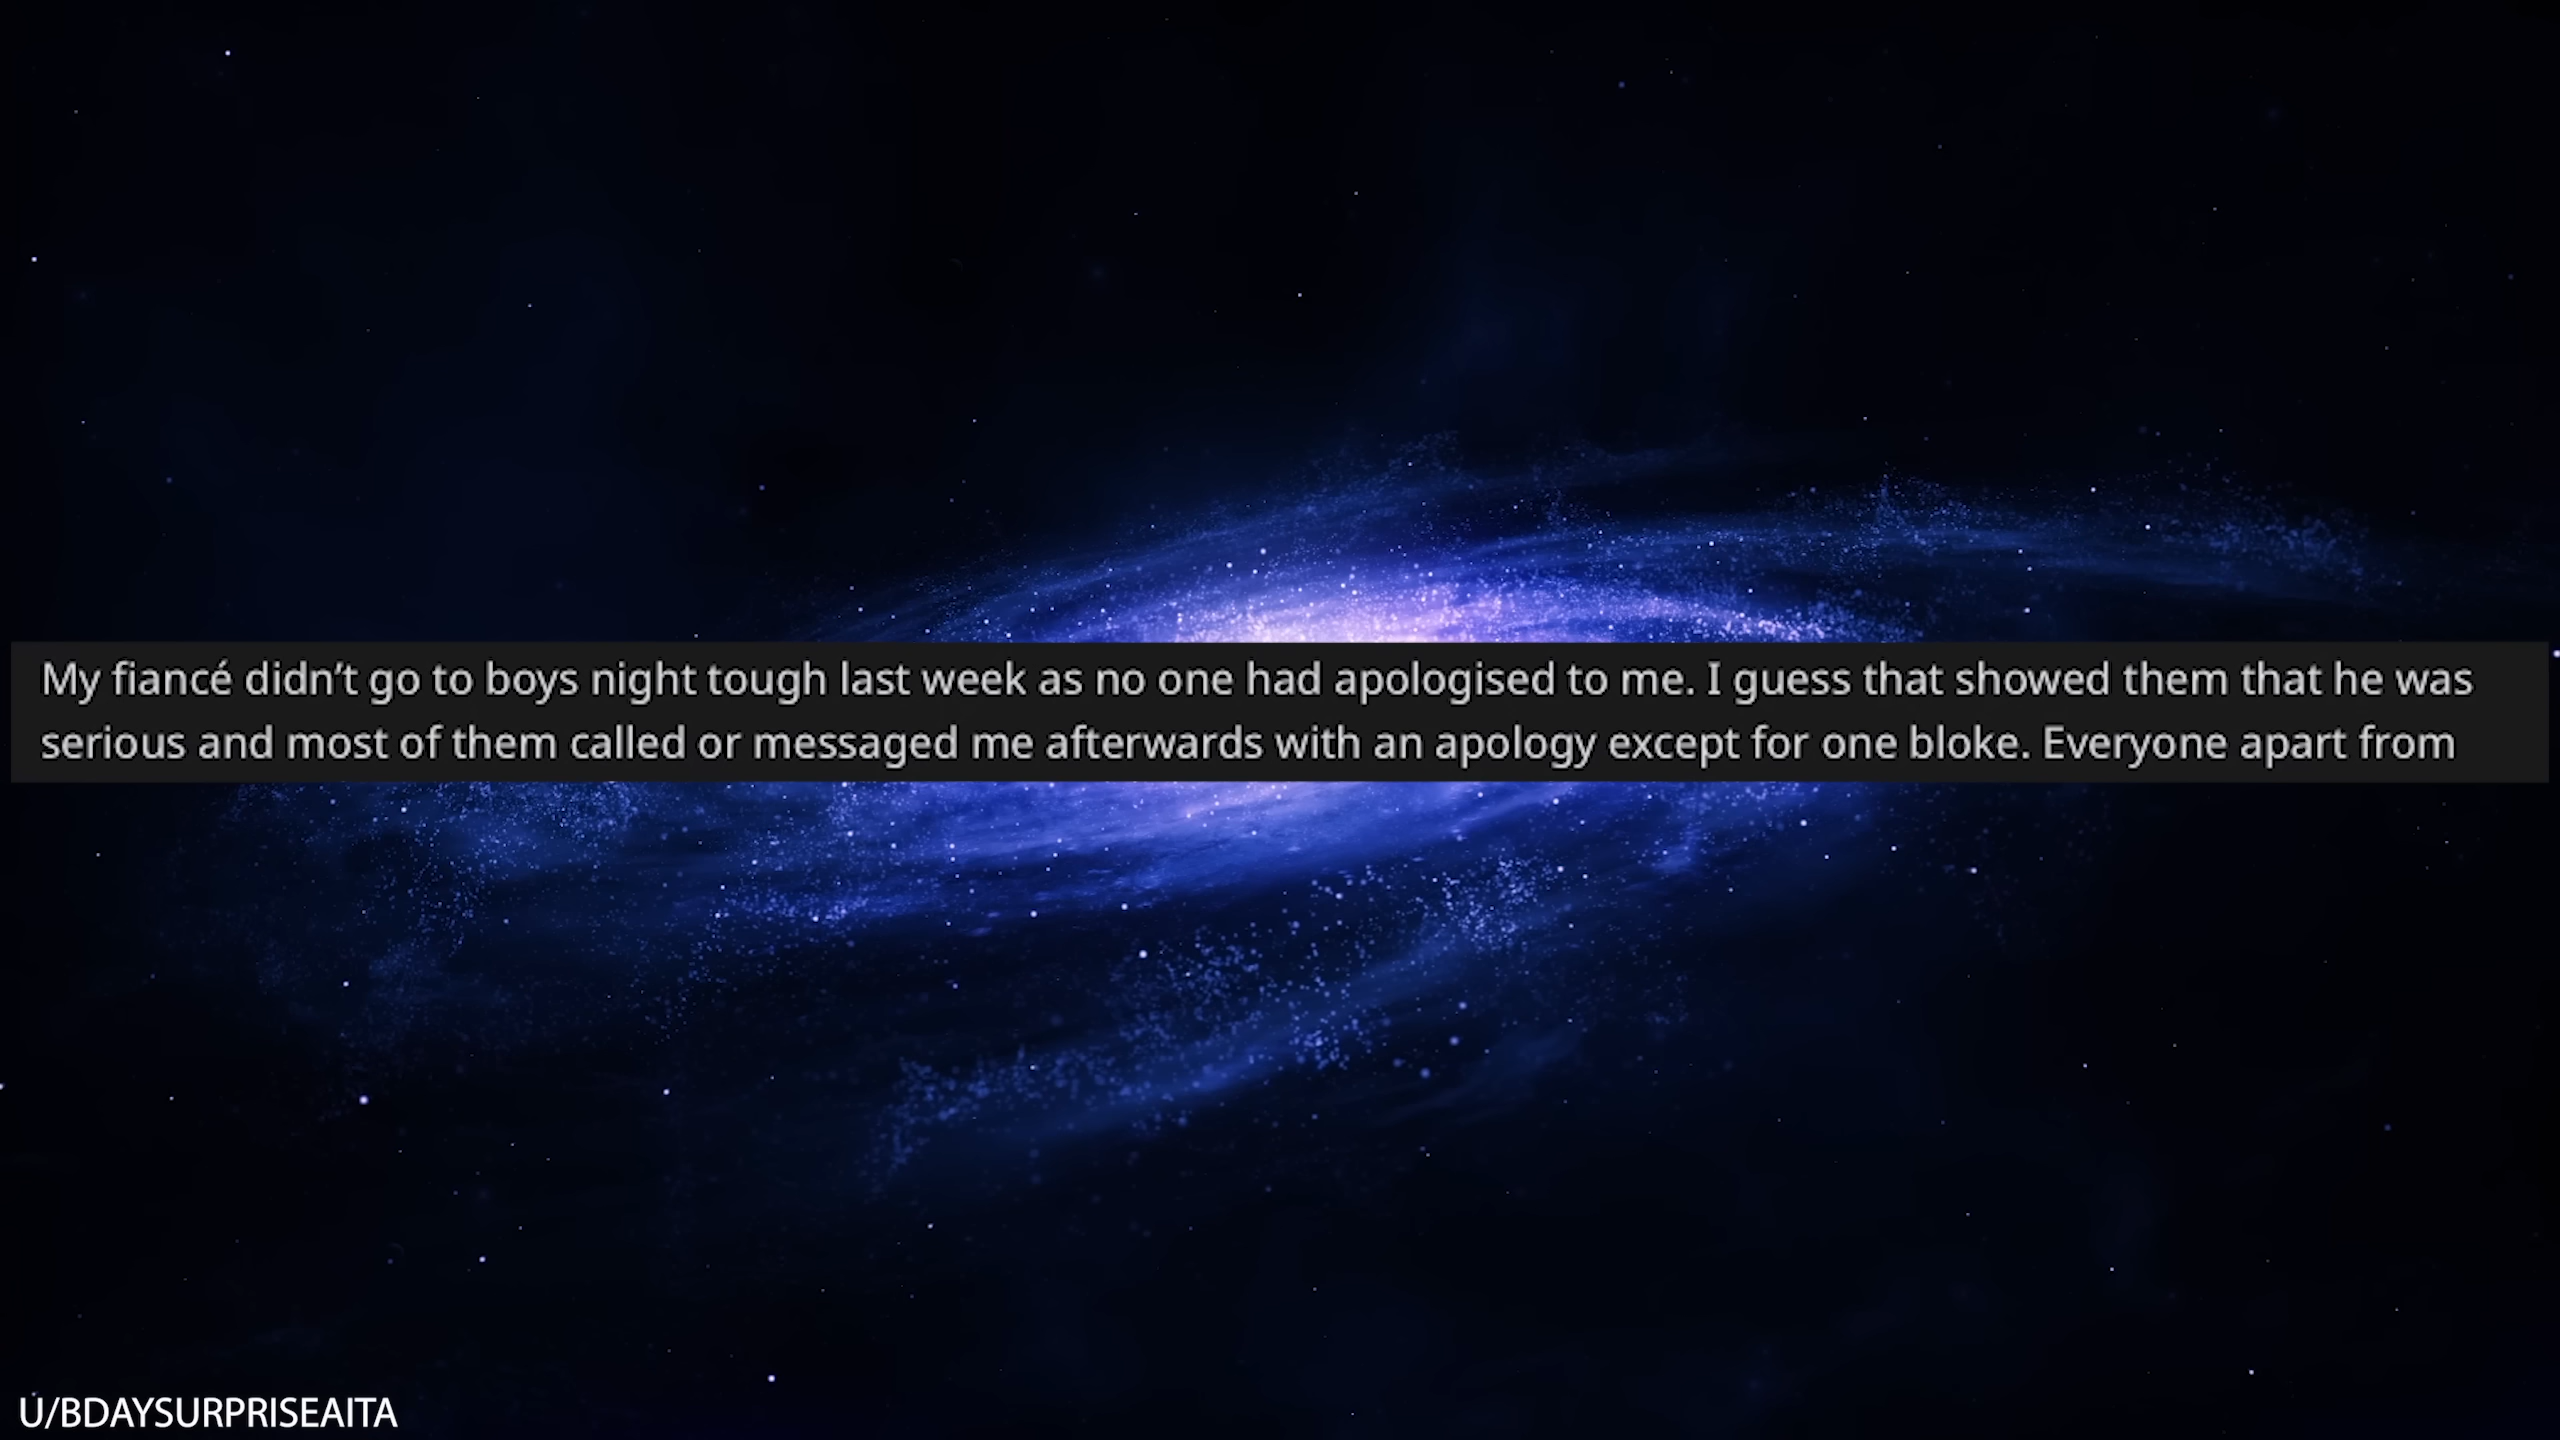 My fiancé didn’t go to boys night tough last week as no one had apologised to me. I guess that showed them that he was
serious and most of them called or messaged me afterwards with an apology except for one bloke. Everyone apart from
U/BDAYSURPRISEAITA